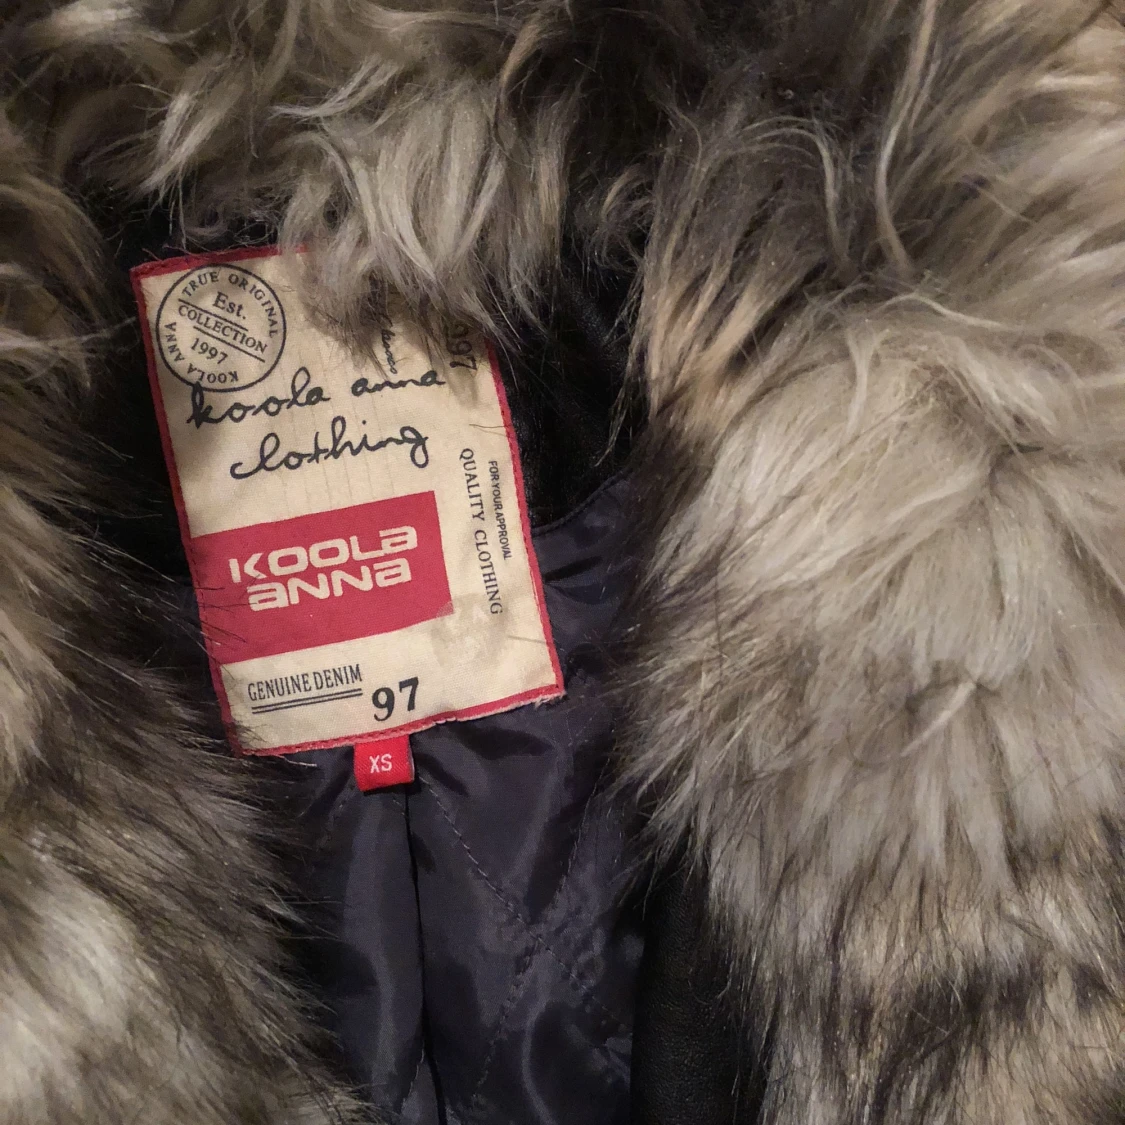 TRUE ORIGINAL
Est.
COLLECTION
1997
KOOLA ANNA
koola anna
clothing
FOR YOUR APPROVAL
QUALITY CLOTHING
KOOLA
ANNA
GENUINE DENIM
97
XS